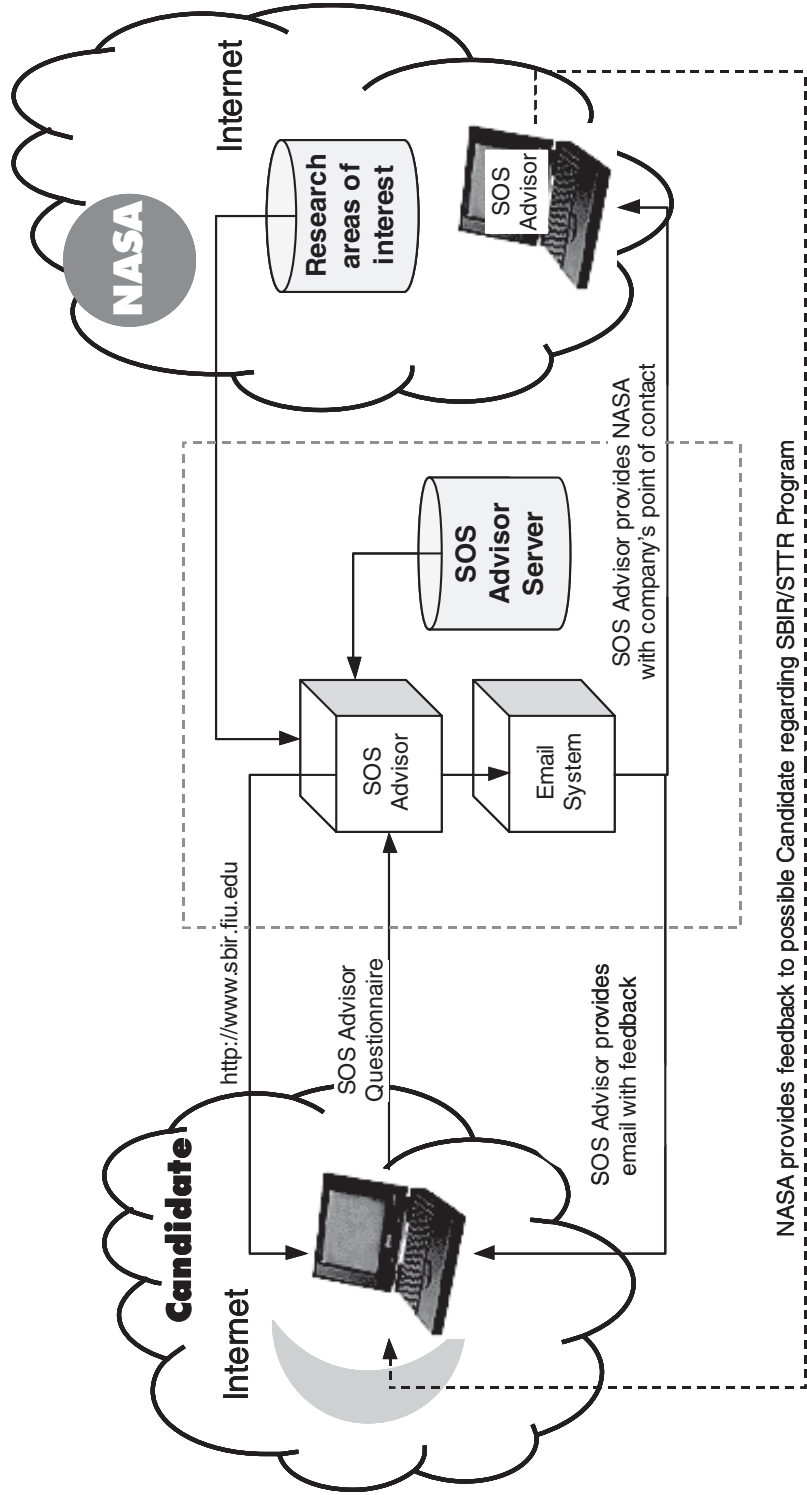 Candidate
Internet
http://www.sbir.fiu.edu
SOS Advisor
Questionnaire
SOS Advisor provides
email with feedback
SOS
Advisor
Email
System
SOS
Advisor
Server
SOS Advisor provides NASA
with company's point of contact
NASA
Internet
Research
areas of
interest
SOS
Advisor
NASA provides feedback to possible Candidate regarding SBIR/STTR Program